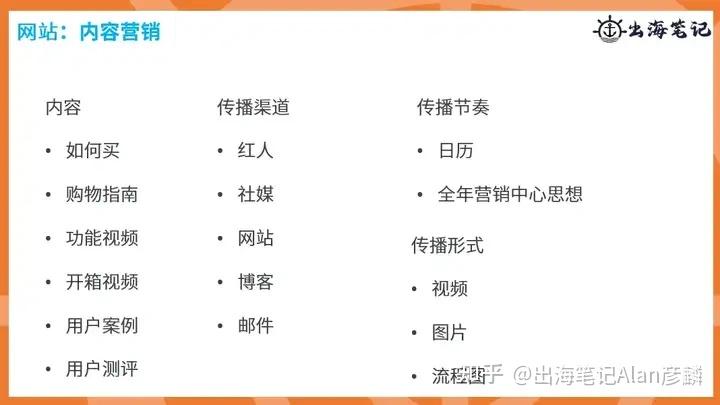 网站：内容营销
出海笔记
内容
• 如何买
• 购物指南
• 功能视频
• 开箱视频
• 用户案例
• 用户测评
传播渠道
• 红人
• 社媒
• 网站
• 博客
• 邮件
传播节奏
• 日历
• 全年营销中心思想
传播形式
• 视频
• 图片
• 流程图
知乎 @出海笔记Alan彦麟